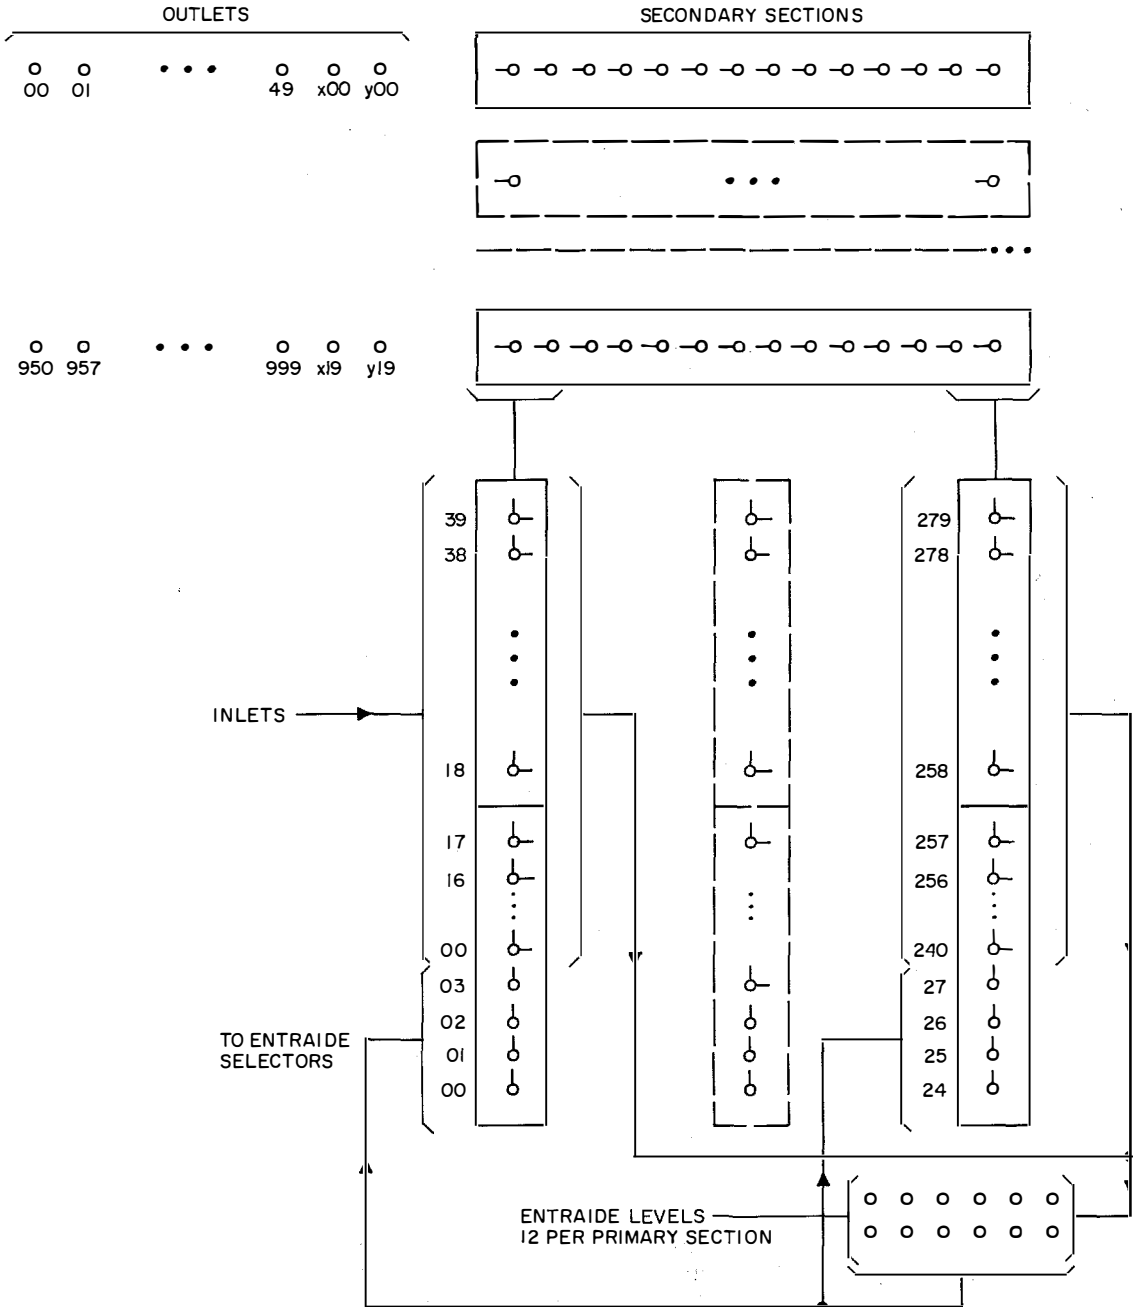 OUTLETS
SECONDARY SECTIONS
00 01 49 x00 y00
950 957 999 x19 y19
39 279
38 278
INLETS
18 258
17 257
16 256
00 240
03 27
02 26
TO ENTRAIDE
SELECTORS
01 25
00 24
ENTRAIDE LEVELS
12 PER PRIMARY SECTION